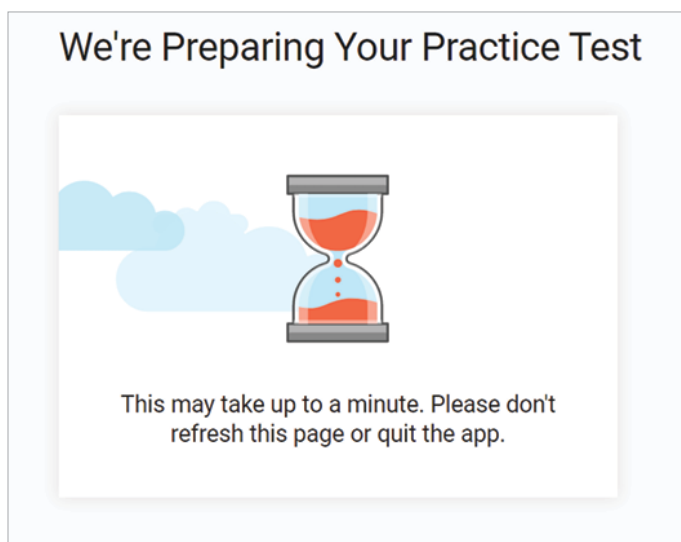 We're Preparing Your Practice Test
This may take up to a minute. Please don't
refresh this page or quit the app.